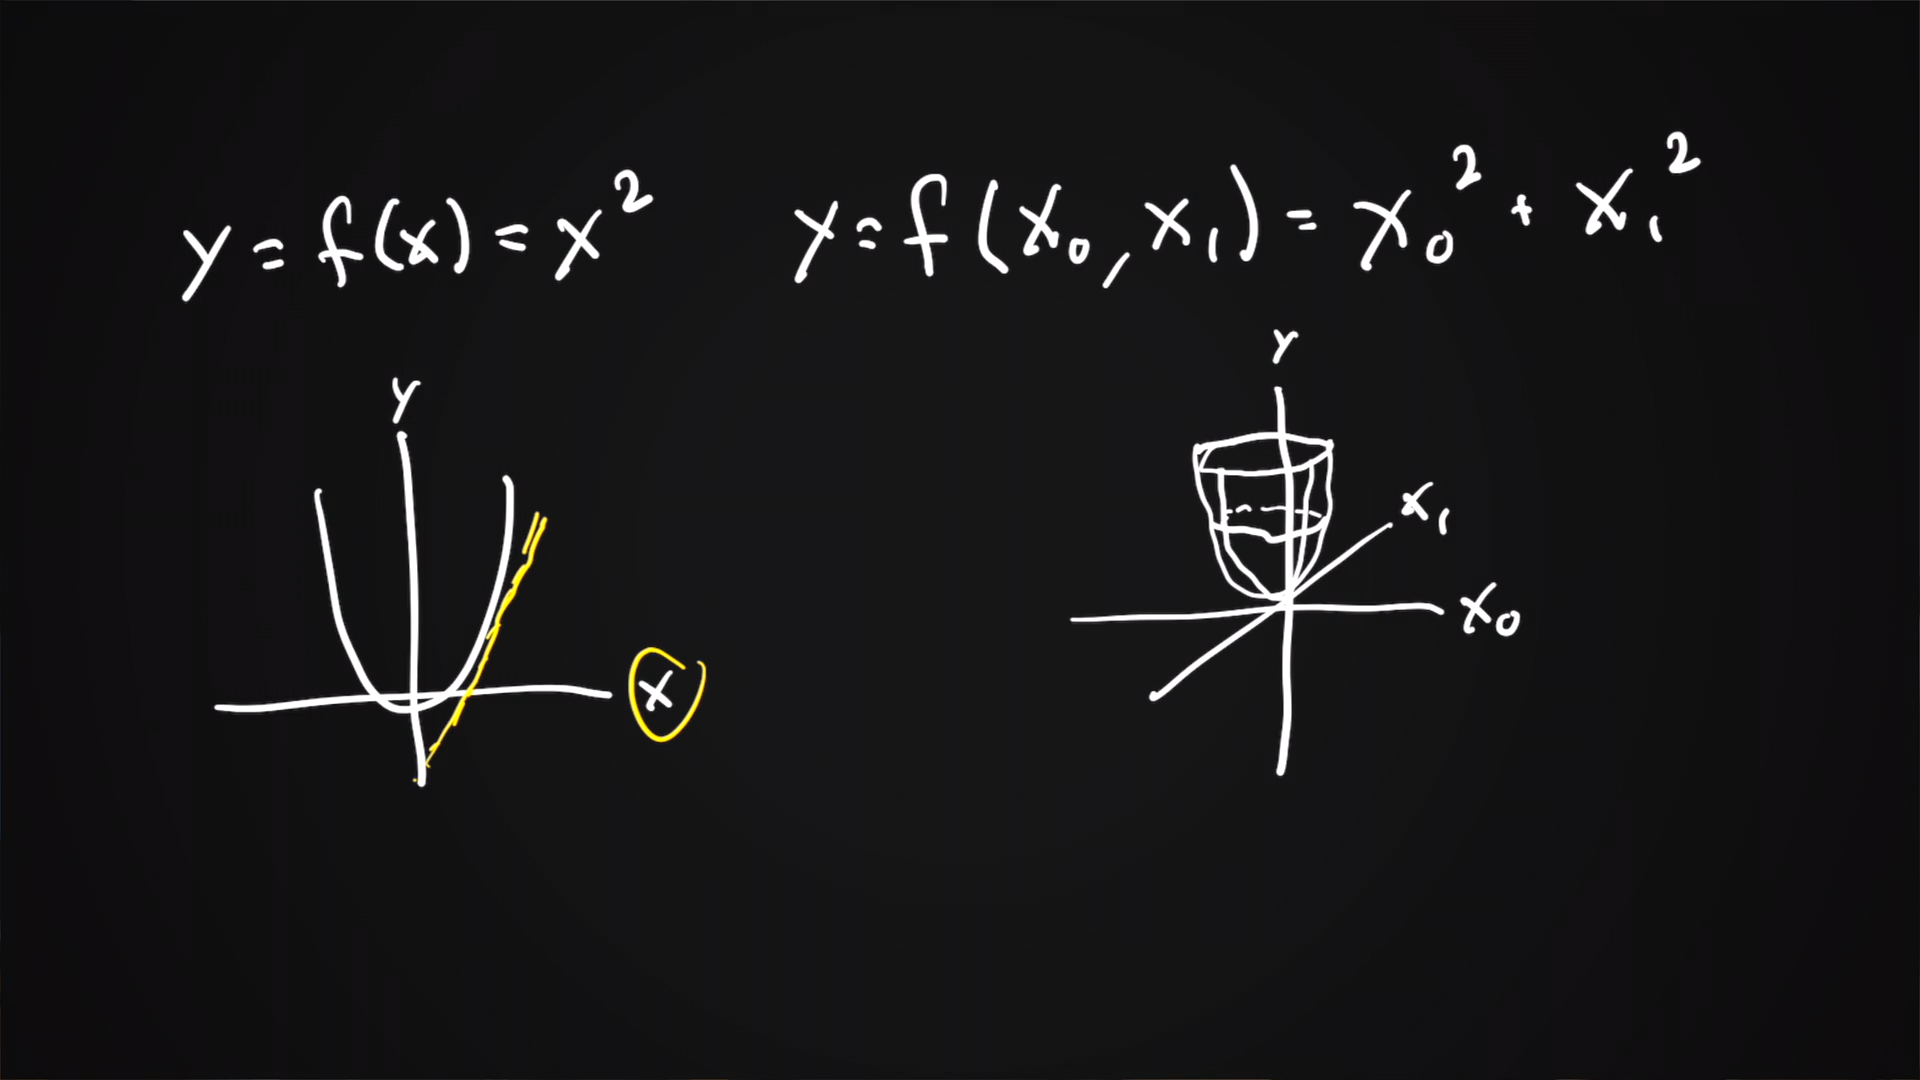 y = f(x) = x²
y = f(x₀, x₁) = x₀² + x₁²
y
x
y
x₁
x₀